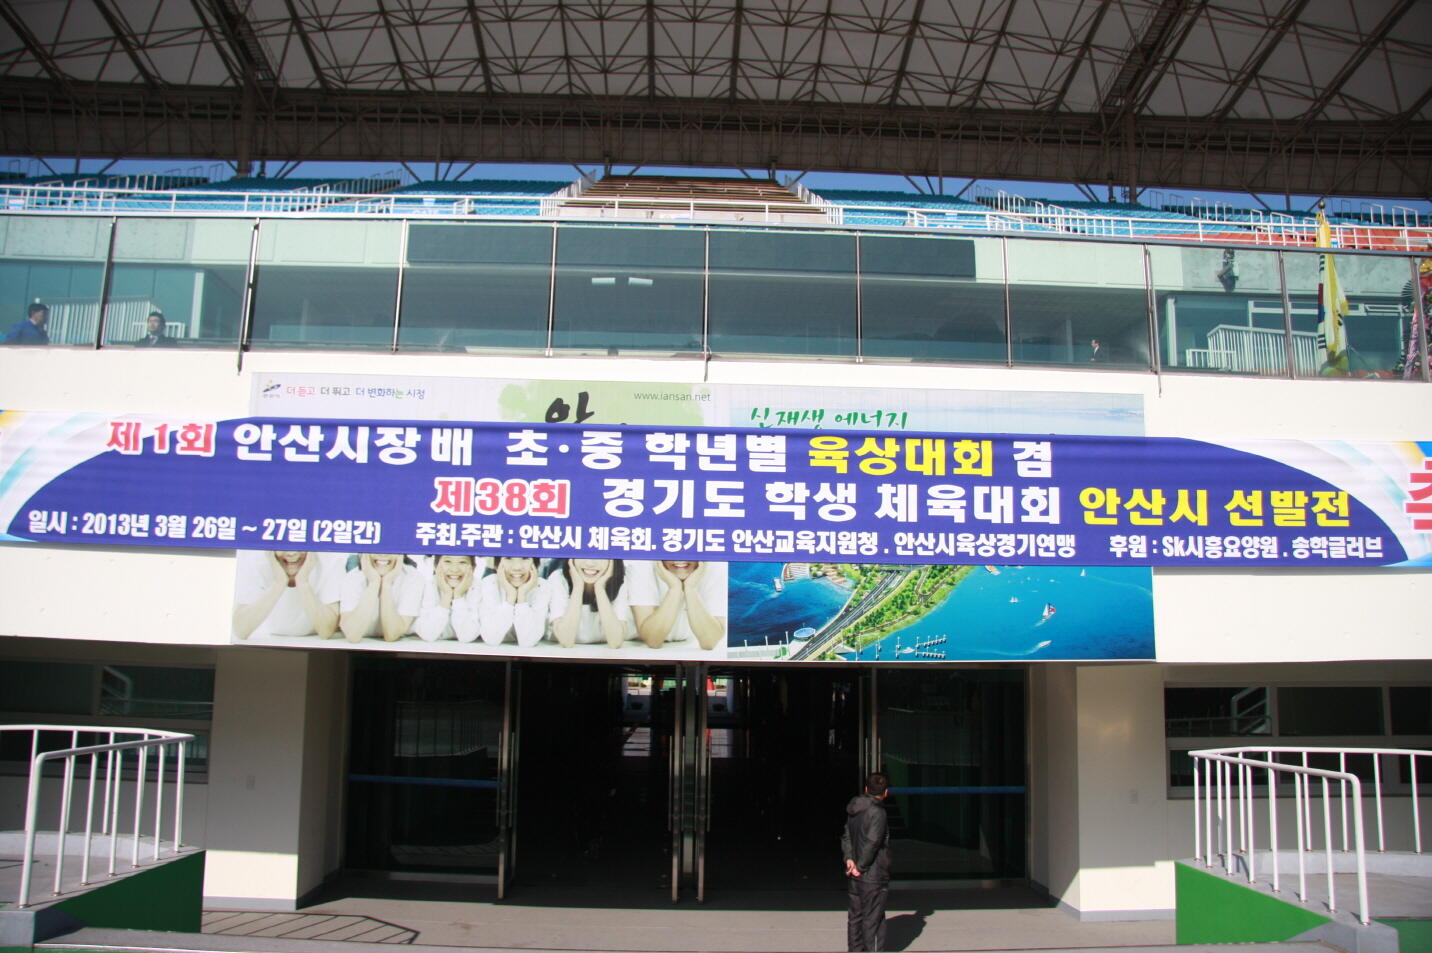 더 듣고 더 뛰고 더 변화하는 시정
www.iansan.net
신재생 에너지
제1회 안산시장배 초·중 학년별 육상대회 겸
제38회 경기도 학생 체육대회 안산시 선발전
일시 : 2013년 3월 26일 ~ 27일 (2일간) 주최.주관 : 안산시 체육회. 경기도 안산교육지원청 . 안산시육상경기연맹 후원 : Sk시흥요양원 . 송학글러브